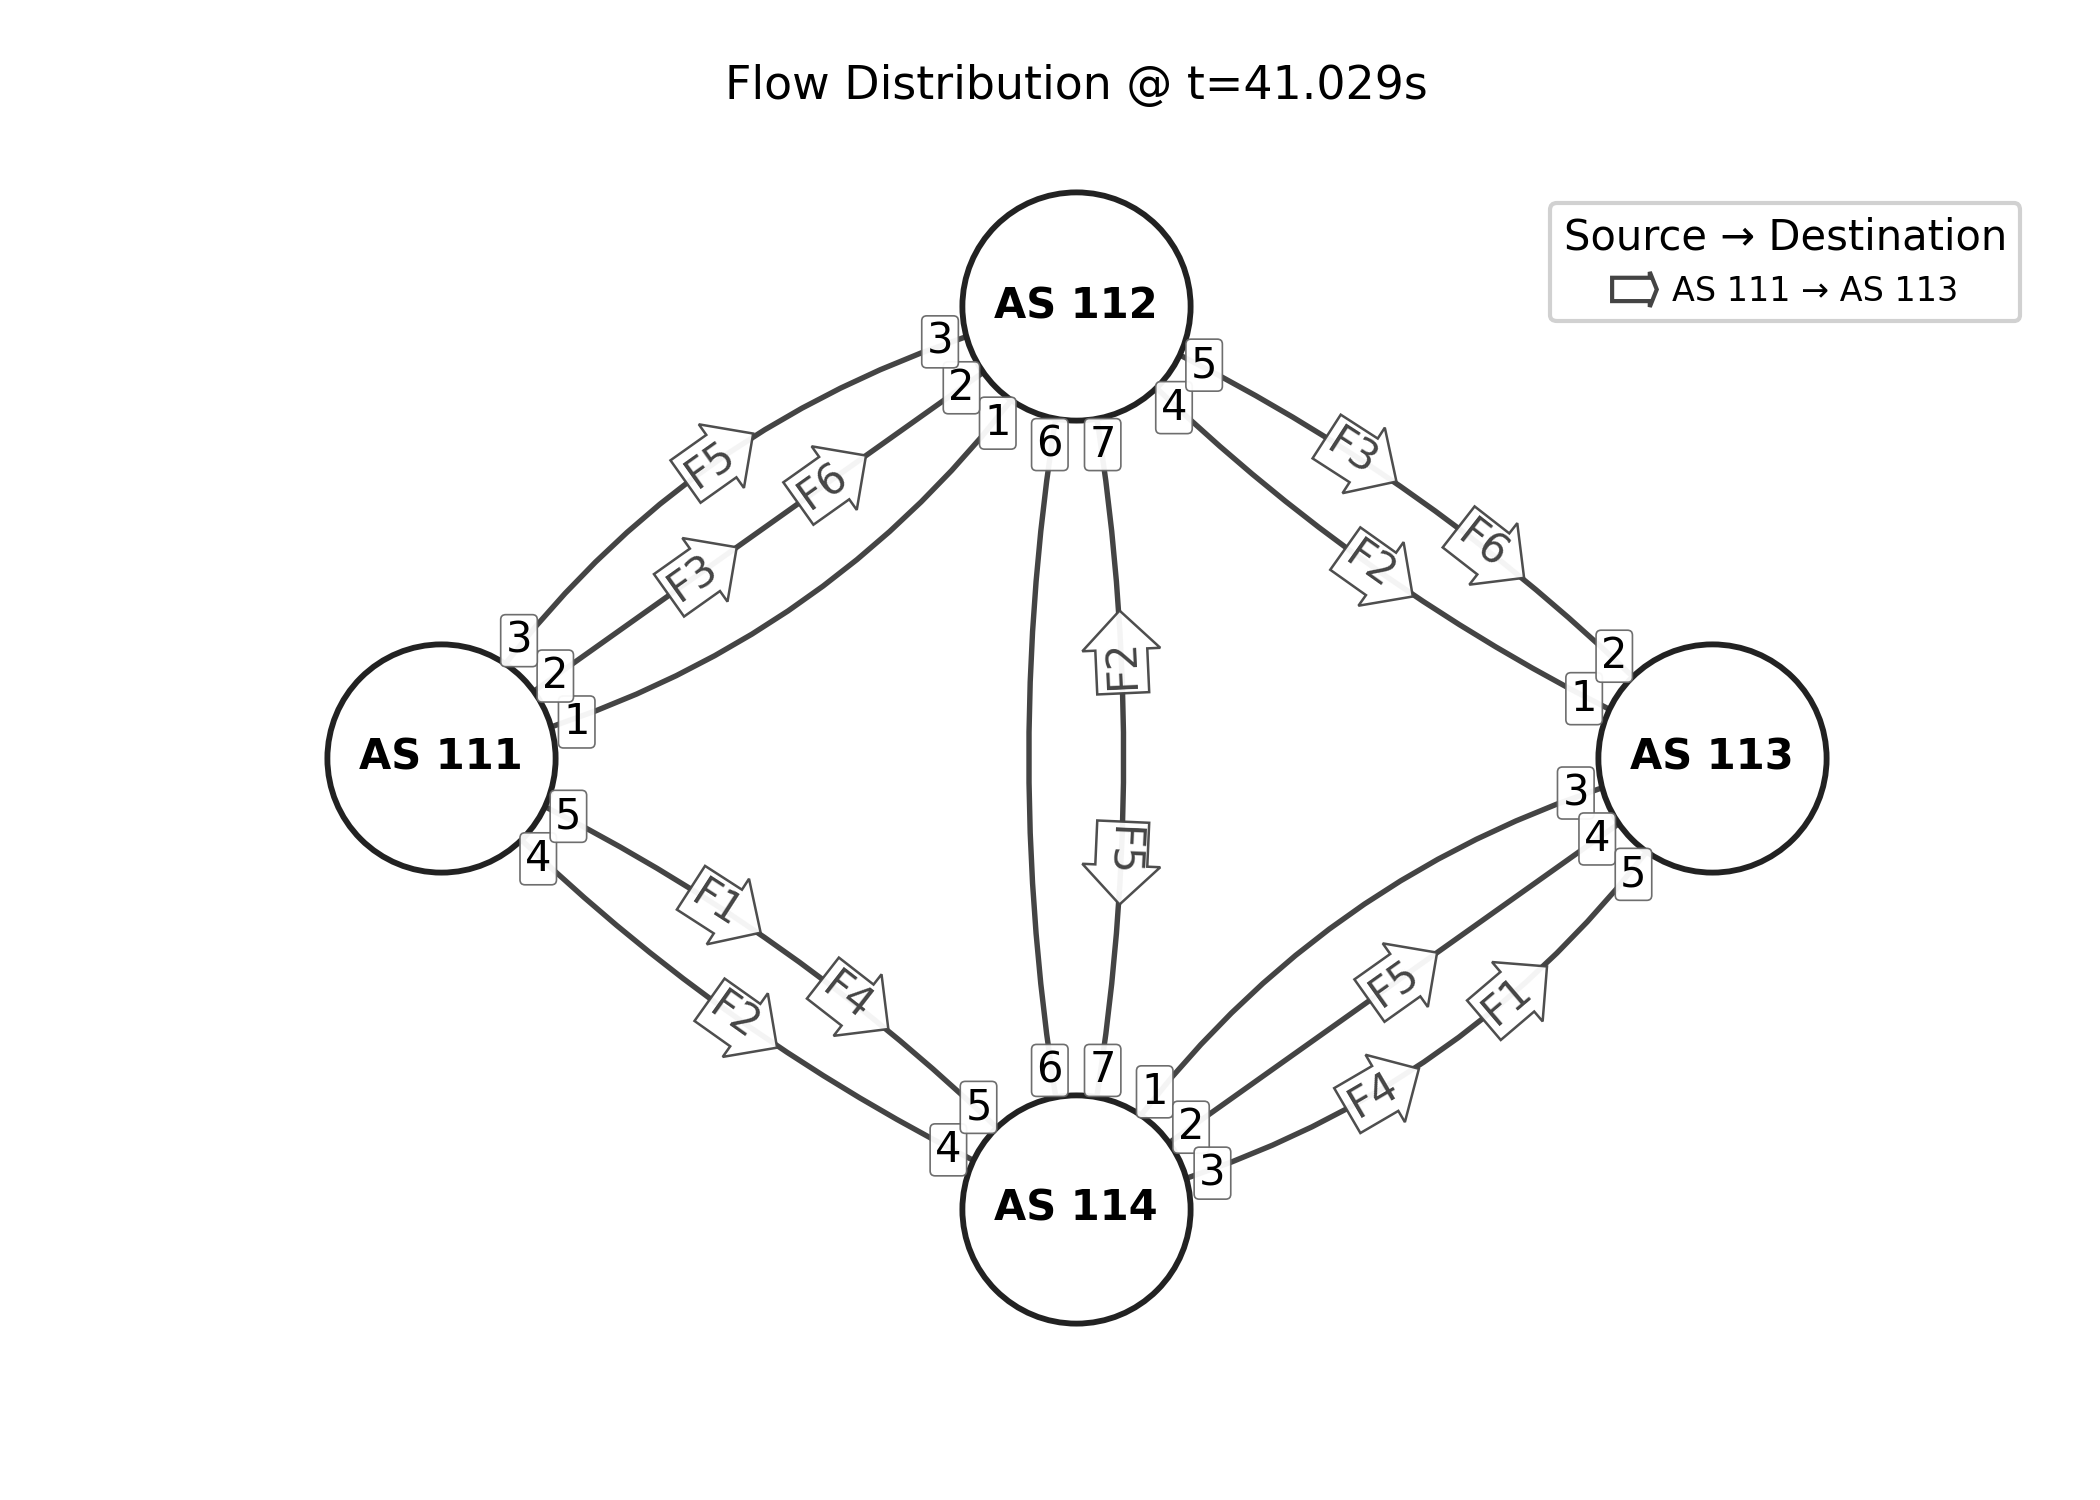 Flow Distribution @ t=41.029s
Source → Destination
AS 111 → AS 113
AS 112
3
2
1
6
7
4
5
F5
F6
F3
F3
F6
F2
3
2
1
AS 111
5
4
2
1
AS 113
3
4
5
F2
F5
F1
F4
F2
F5
F1
F4
5
4
6
7
1
2
3
AS 114